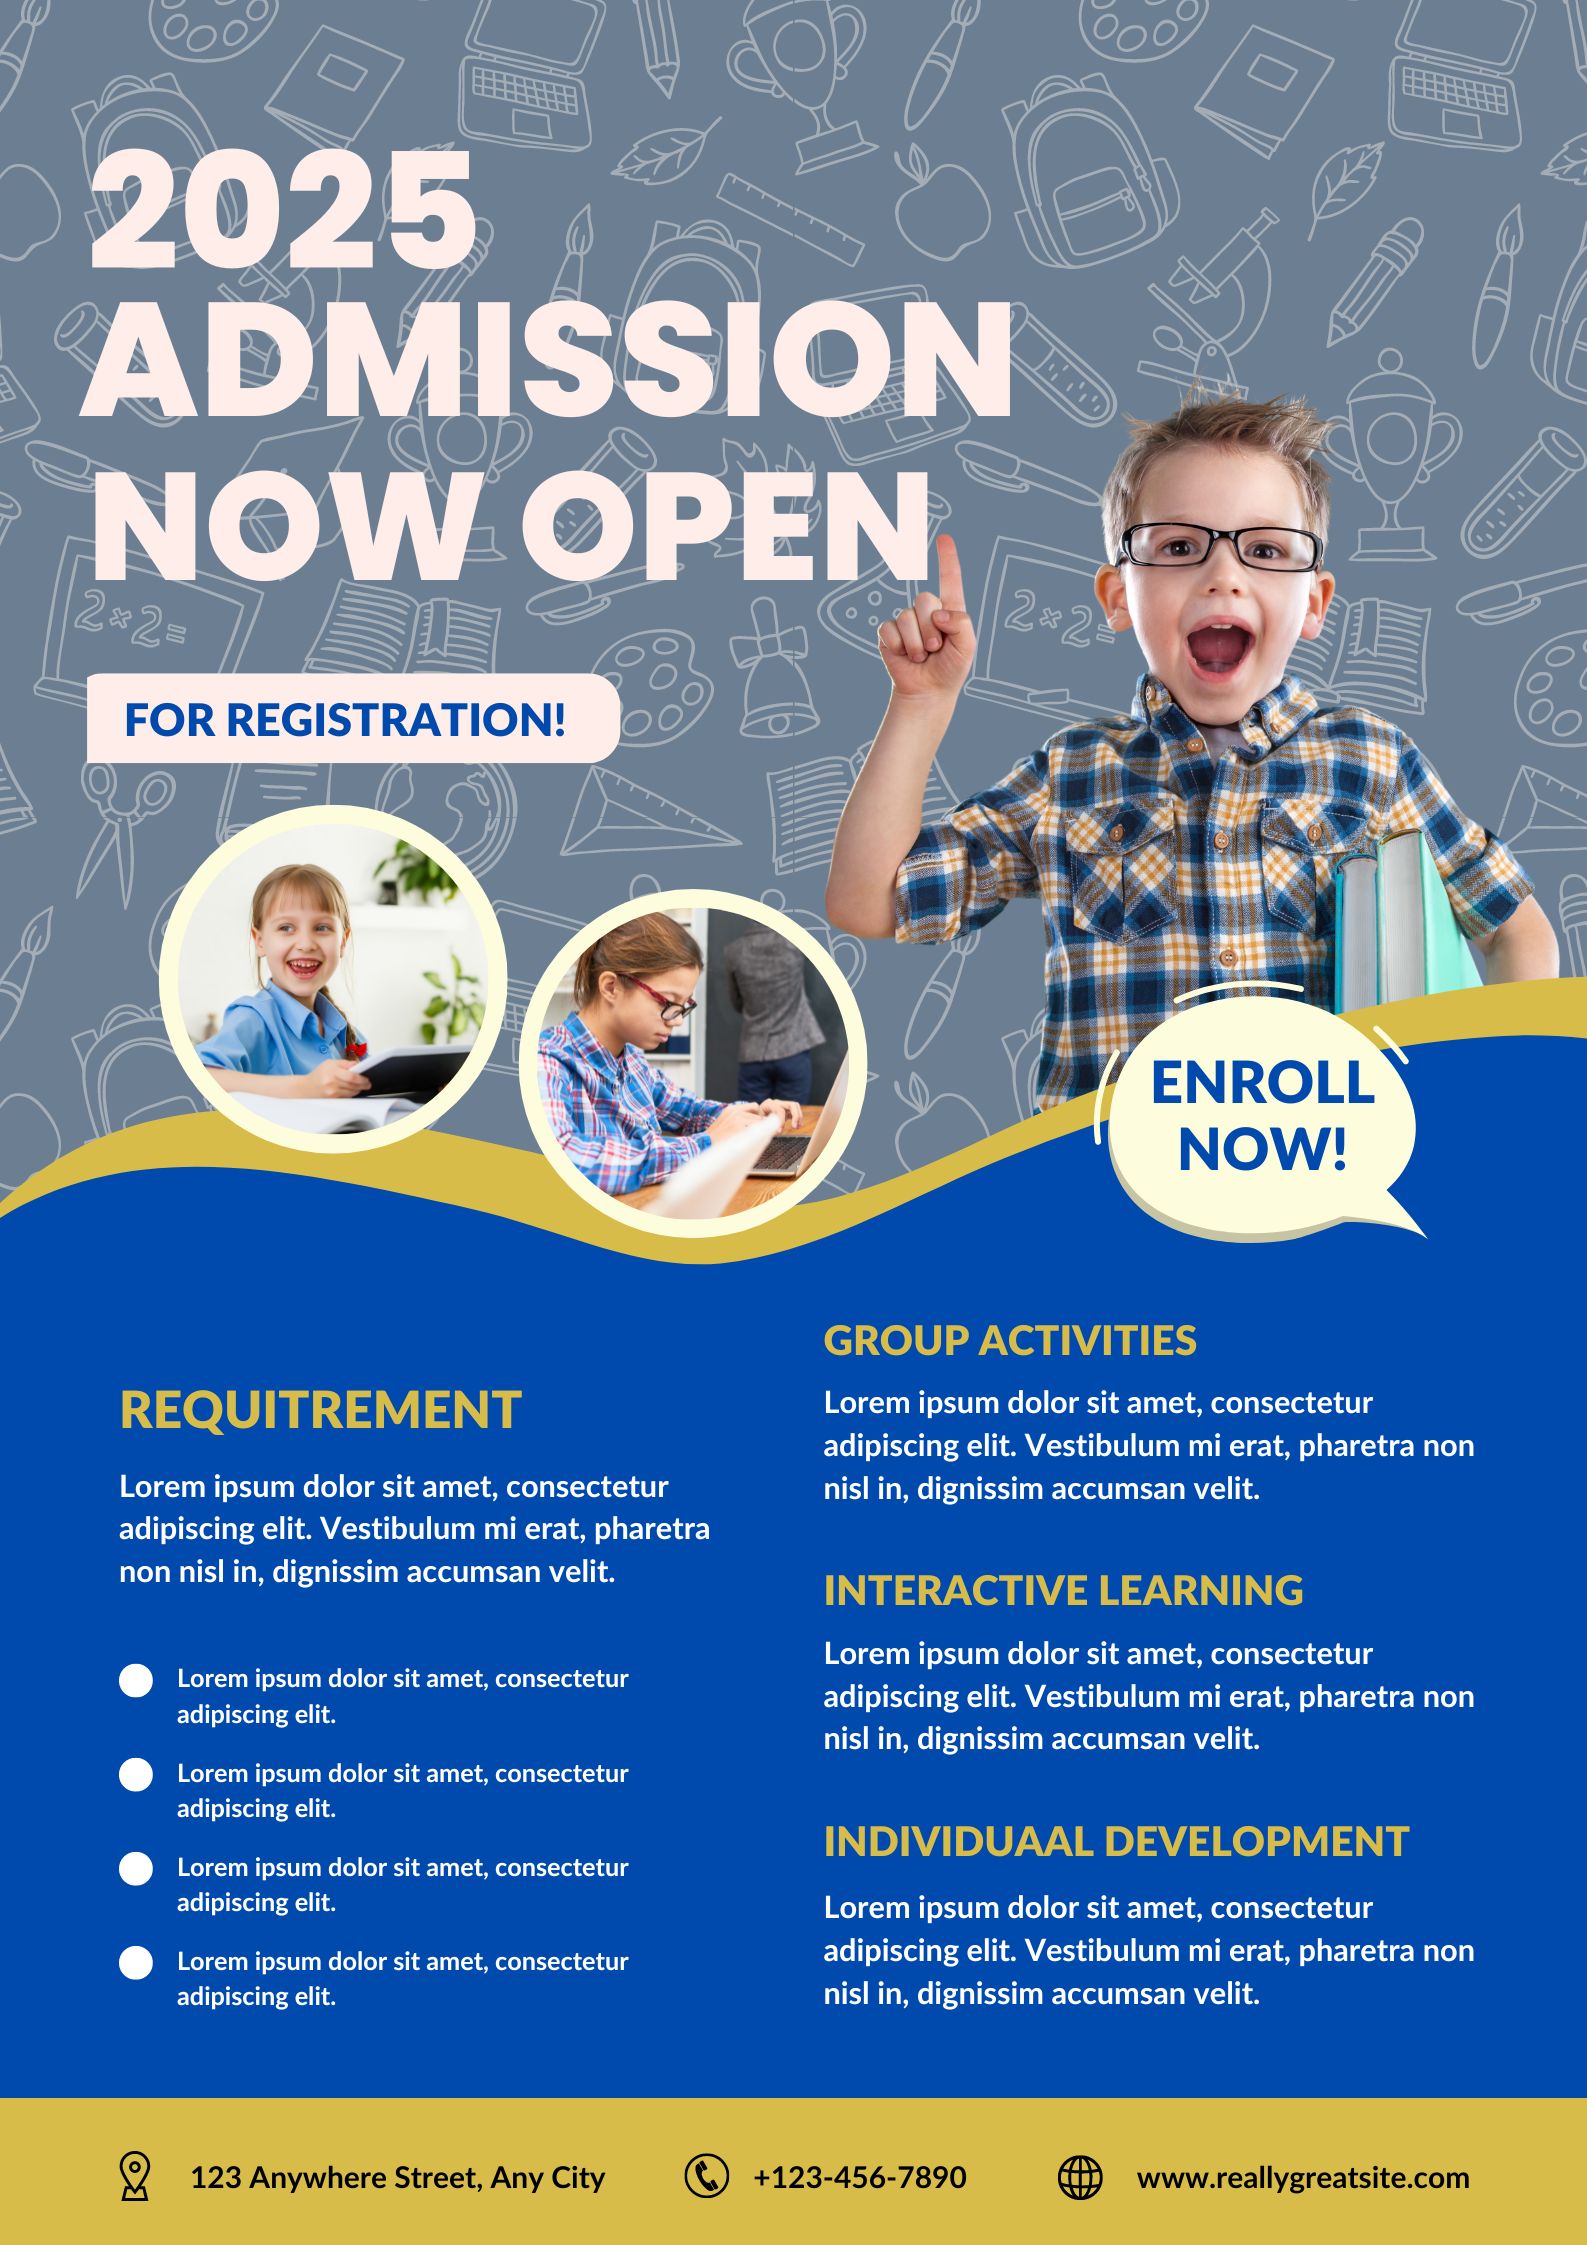 2025
ADMISSION
NOW OPEN
2+2=
2+2=
FOR REGISTRATION!
ENROLL
NOW!
REQUITREMENT
Lorem ipsum dolor sit amet, consectetur
adipiscing elit. Vestibulum mi erat, pharetra
non nisl in, dignissim accumsan velit.
Lorem ipsum dolor sit amet, consectetur
adipiscing elit.
Lorem ipsum dolor sit amet, consectetur
adipiscing elit.
Lorem ipsum dolor sit amet, consectetur
adipiscing elit.
Lorem ipsum dolor sit amet, consectetur
adipiscing elit.
GROUP ACTIVITIES
Lorem ipsum dolor sit amet, consectetur
adipiscing elit. Vestibulum mi erat, pharetra non
nisl in, dignissim accumsan velit.
INTERACTIVE LEARNING
Lorem ipsum dolor sit amet, consectetur
adipiscing elit. Vestibulum mi erat, pharetra non
nisl in, dignissim accumsan velit.
INDIVIDUAAL DEVELOPMENT
Lorem ipsum dolor sit amet, consectetur
adipiscing elit. Vestibulum mi erat, pharetra non
nisl in, dignissim accumsan velit.
123 Anywhere Street, Any City
+123-456-7890
www.reallygreatsite.com